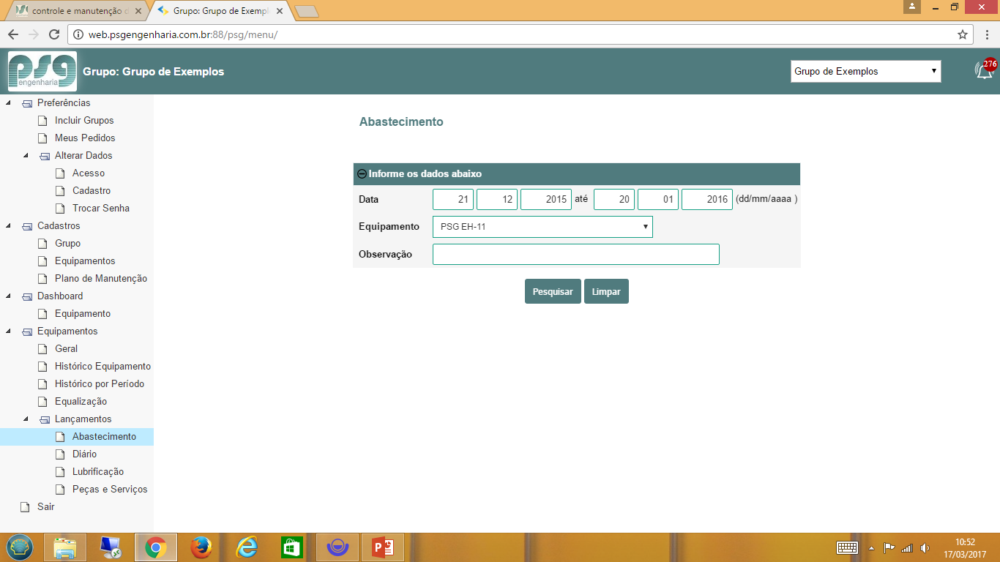 controle e manutenção d
Grupo: Grupo de Exempl
web.psgengenharia.com.br:88/psg/menu/
psg
engenharia
Grupo: Grupo de Exemplos
Grupo de Exemplos
276
Preferências
Incluir Grupos
Meus Pedidos
Alterar Dados
Acesso
Cadastro
Trocar Senha
Cadastros
Grupo
Equipamentos
Plano de Manutenção
Dashboard
Equipamento
Equipamentos
Geral
Histórico Equipamento
Histórico por Período
Equalização
Lançamentos
Abastecimento
Diário
Lubrificação
Peças e Serviços
Sair
Abastecimento
Informe os dados abaixo
Data 21 12 2015 até 20 01 2016 (dd/mm/aaaa )
Equipamento PSG EH-11
Observação
Pesquisar Limpar
10:52
17/03/2017